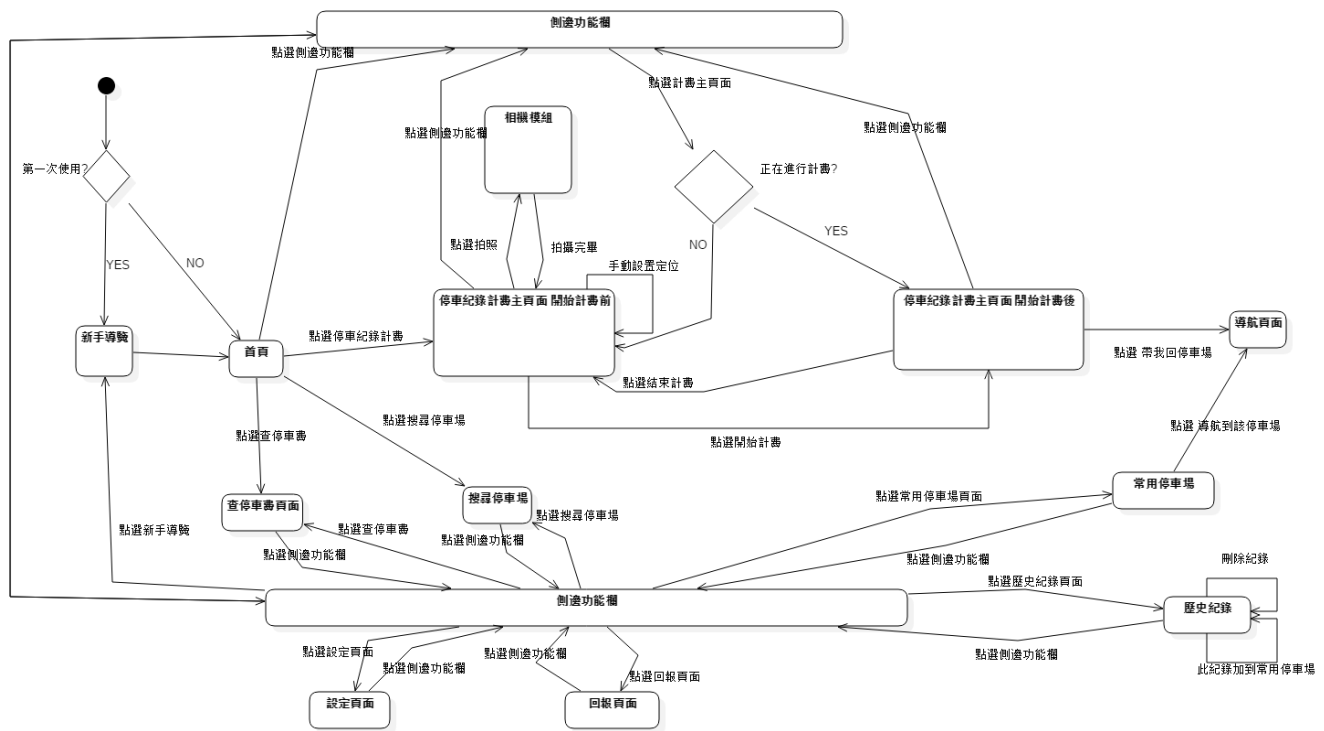 側邊功能欄
點選側邊功能欄
點選計畫主頁面
相機模組
點選側邊功能欄
點選側邊功能欄
第一次使用?
正在進行計畫?
YES
NO
點選拍照
拍攝完畢
NO
YES
手動設置定位
停車紀錄計畫主頁面 開始計畫前
停車紀錄計畫主頁面 開始計畫後
導航頁面
新手導覽
首頁
點選停車紀錄計畫
點選 帶我回停車場
點選結束計畫
點選搜尋停車場
點選查停車費
點選開始計畫
點選 導航到該停車場
查停車費頁面
搜尋停車場
常用停車場
點選常用停車場頁面
點選新手導覽
點選查停車費
點選搜尋停車場
點選側邊功能欄
點選側邊功能欄
點選側邊功能欄
刪除紀錄
點選歷史紀錄頁面
側邊功能欄
歷史紀錄
點選設定頁面
點選側邊功能欄
點選側邊功能欄
點選回報頁面
點選側邊功能欄
此紀錄加到常用停車場
設定頁面
回報頁面